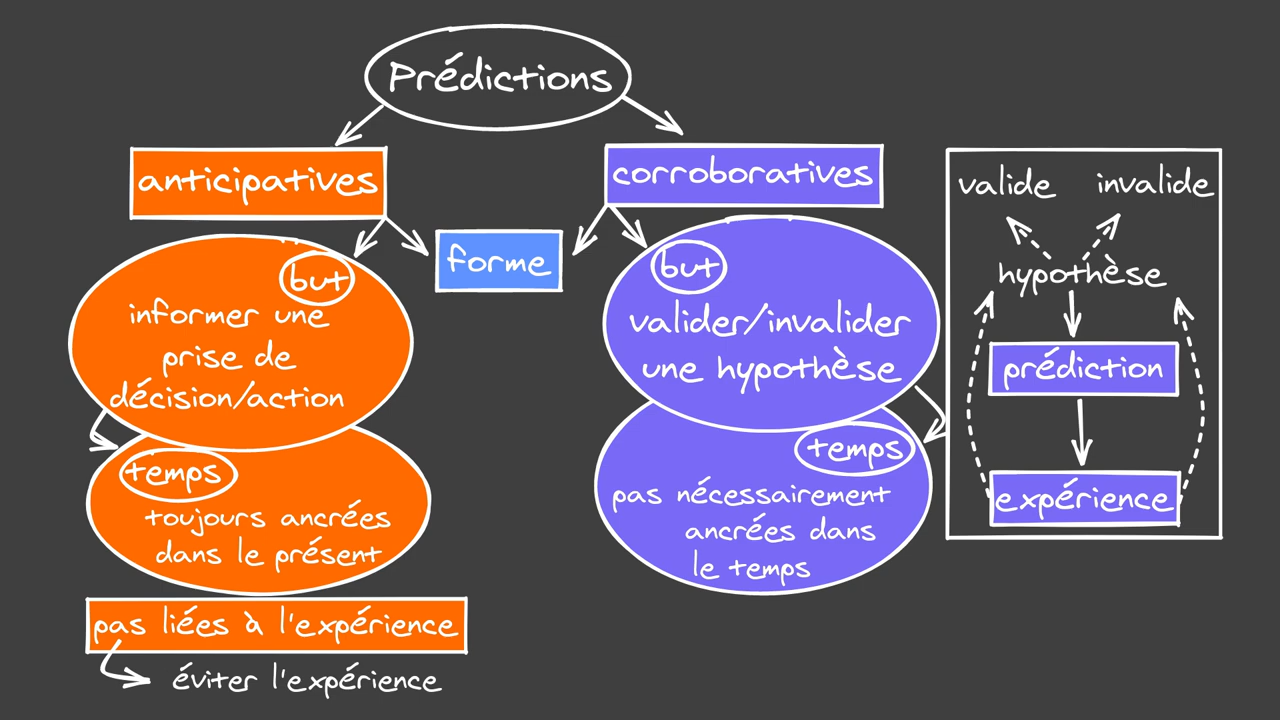 Prédictions
anticipatives
corroboratives
forme
but
informer une
prise de
décision/action
temps
toujours ancrées
dans le présent
pas liées à l'expérience
éviter l'expérience
but
valider/invalider
une hypothèse
temps
pas nécessairement
ancrées dans
le temps
valide invalide
hypothèse
prédiction
expérience